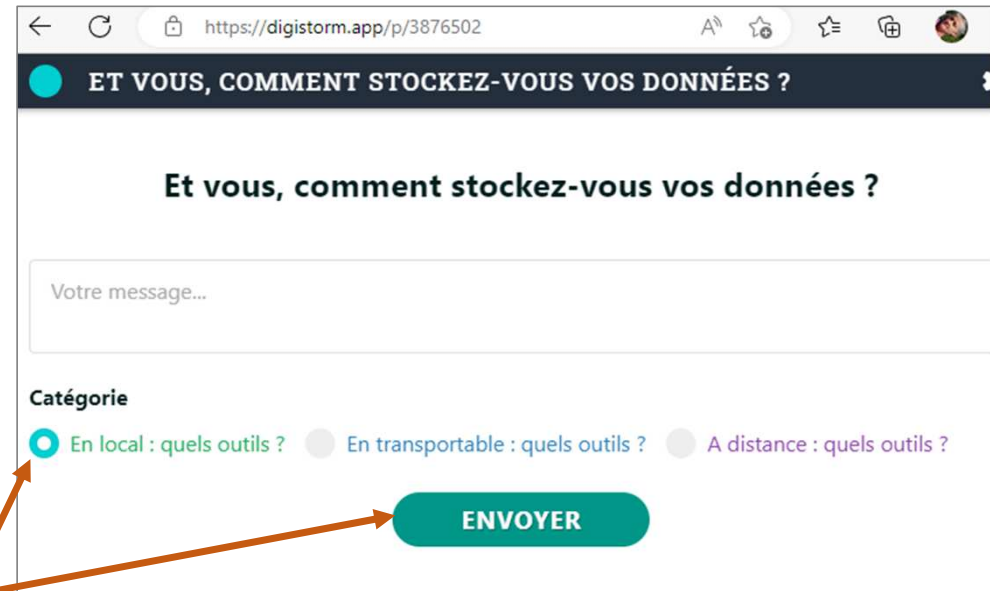 https://digistorm.app/p/3876502
ET VOUS, COMMENT STOCKEZ-VOUS VOS DONNÉES ?
Et vous, comment stockez-vous vos données ?
Votre message...
Catégorie
En local : quels outils ? En transportable : quels outils ? A distance : quels outils ?
ENVOYER